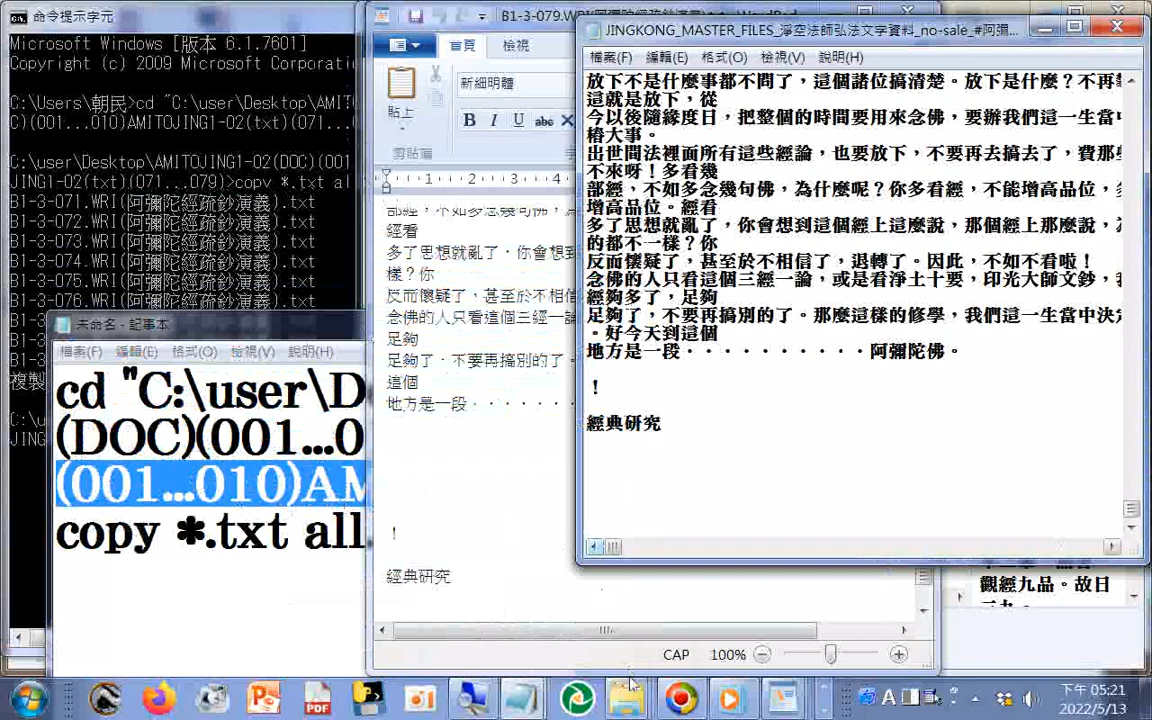 命令提示字元
Microsoft Windows [版本 6.1.7601]
Copyright (c) 2009 Microsoft Corporati
C:\Users\朝民>cd "C:\user\Desktop\AMIT
C)(001...010)AMITOJING1-02(txt)(071...
C:\user\Desktop\AMITOJING1-02(DOC)(001
JING1-02(txt)(071...079)>copy *.txt al
B1-3-071.WRI(阿彌陀經疏鈔演義).txt
B1-3-072.WRI(阿彌陀經疏鈔演義).txt
B1-3-073.WRI(阿彌陀經疏鈔演義).txt
B1-3-074.WRI(阿彌陀經疏鈔演義).txt
B1-3-075.WRI(阿彌陀經疏鈔演義).txt
B1-3-076.WRI(阿彌陀經疏鈔演義).txt
複製
JING
未命名 - 記事本
檔案(F) 編輯(E) 格式(O) 檢視(V) 說明(H)
cd "C:\user\D
(DOC)(001...0
(001...010)AM
copy *.txt all
首頁 檢視
貼上
新細明體
B I U abc X
剪貼簿
1 2 3 4
經看
多了思想就亂了．你會想到
樣？你
反而懷疑了，甚至於不相信
念佛的人只看這個三經一論
足夠
足夠了．不要再搞別的了。
這個
地方是一段．．．．．．．
！
經典研究
CAP 100%
JINGKONG_MASTER_FILES_淨空法師弘法文字資料_no-sale_#阿彌...
檔案(F) 編輯(E) 格式(O) 檢視(V) 說明(H)
放下不是什麼事都不問了，這個諸位搞清楚。放下是什麼？不再
這就是放下，從
今以後隨緣度日，把整個的時間要用來念佛，要辦我們這一生當中
樁大事。
出世間法裡面所有這些經論，也要放下，不要再去搞去了，費那些
不來呀！多看幾
部經，不如多念幾句佛，為什麼呢？你多看經，不能增高品位，
增高品位。經看
多了思想就亂了，你會想到這個經上這麼說，那個經上那麼說，
的都不一樣？你
反而懷疑了，甚至於不相信了，退轉了。因此，不如不看啦！
念佛的人只看這個三經一論，或是看淨土十要，印光大師文鈔，
經夠多了，足夠
足夠了，不要再搞別的了。那麼這樣的修學，我們這一生當中決定
。好今天到這個
地方是一段．．．．．．．．．．阿彌陀佛。
！
經典研究
觀經九品。故曰
PDF
A
下午 05:21
2022/5/13